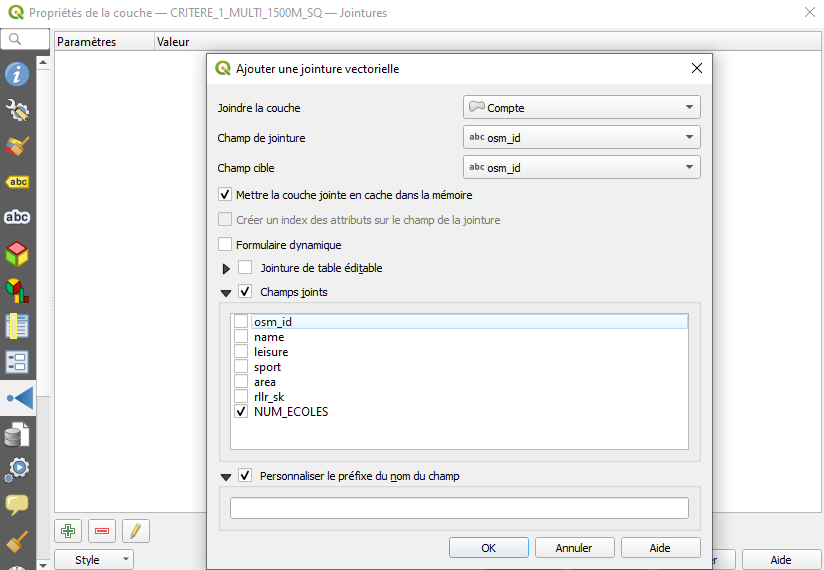 Propriétés de la couche — CRITERE_1_MULTI_1500M_SQ — Jointures
Paramètres Valeur
Ajouter une jointure vectorielle
Joindre la couche Compte
Champ de jointure abc osm_id
Champ cible abc osm_id
Mettre la couche jointe en cache dans la mémoire
Créer un index des attributs sur le champ de la jointure
Formulaire dynamique
Jointure de table éditable
Champs joints
osm_id
name
leisure
sport
area
rllr_sk
NUM_ECOLES
Personnaliser le préfixe du nom du champ
OK Annuler Aide
Style Aide
abc
abc